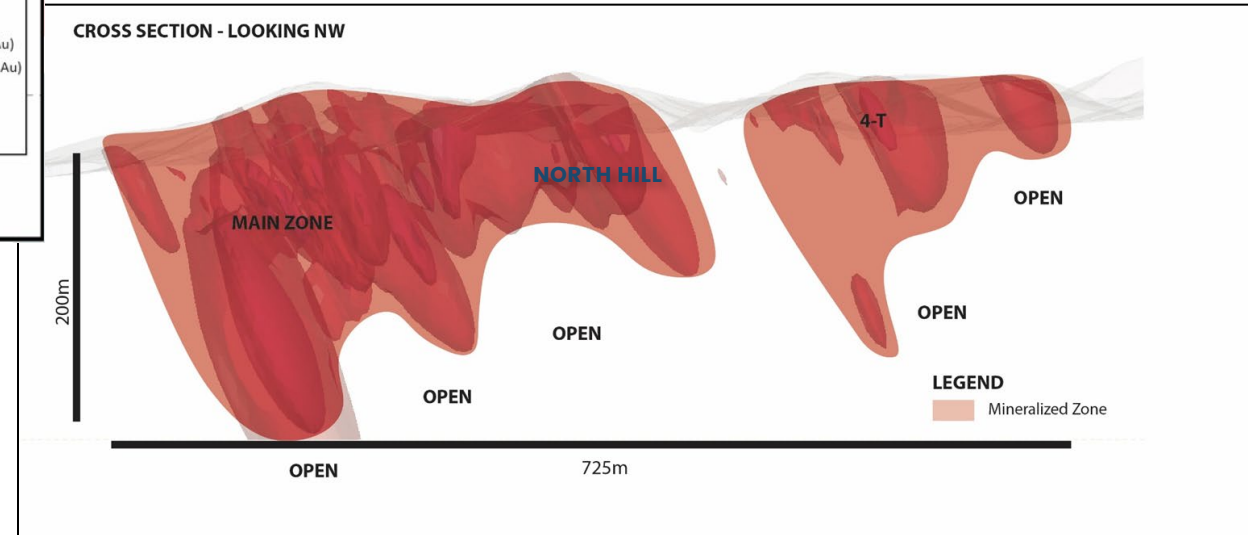 Au)
CROSS SECTION - LOOKING NW
4-T
NORTH HILL
OPEN
MAIN ZONE
200m
OPEN
OPEN
LEGEND
OPEN
Mineralized Zone
OPEN
725m